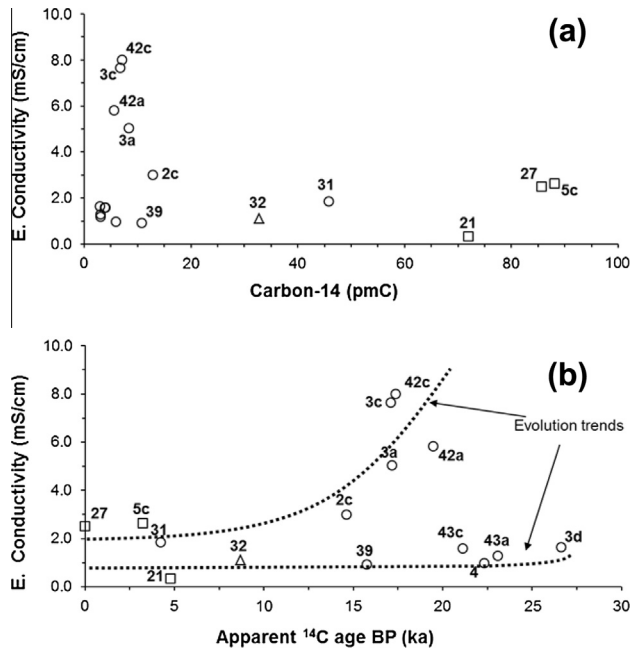 (a)
E. Conductivity (mS/cm)
10.0
8.0
6.0
4.0
2.0
0.0
42c
3c
42a
3a
2c
39
32
31
21
27
5c
0 20 40 60 80 100
Carbon-14 (pmC)
(b)
E. Conductivity (mS/cm)
10.0
8.0
6.0
4.0
2.0
0.0
42c
3c
Evolution trends
3a
42a
2c
27
5c
31
43c
43a
3d
32
39
4
21
0 5 10 15 20 25 30
Apparent ¹⁴C age BP (ka)